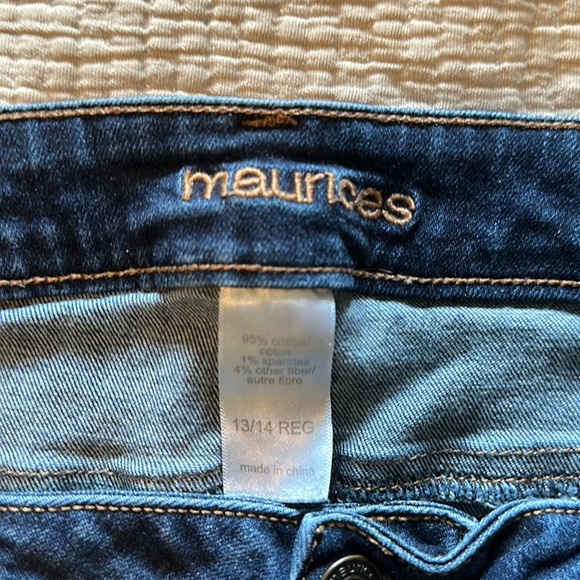 maurices
95% cotton/
coton
1% spandex
4% other fiber/
autre fibre
13/14 REG
made in china